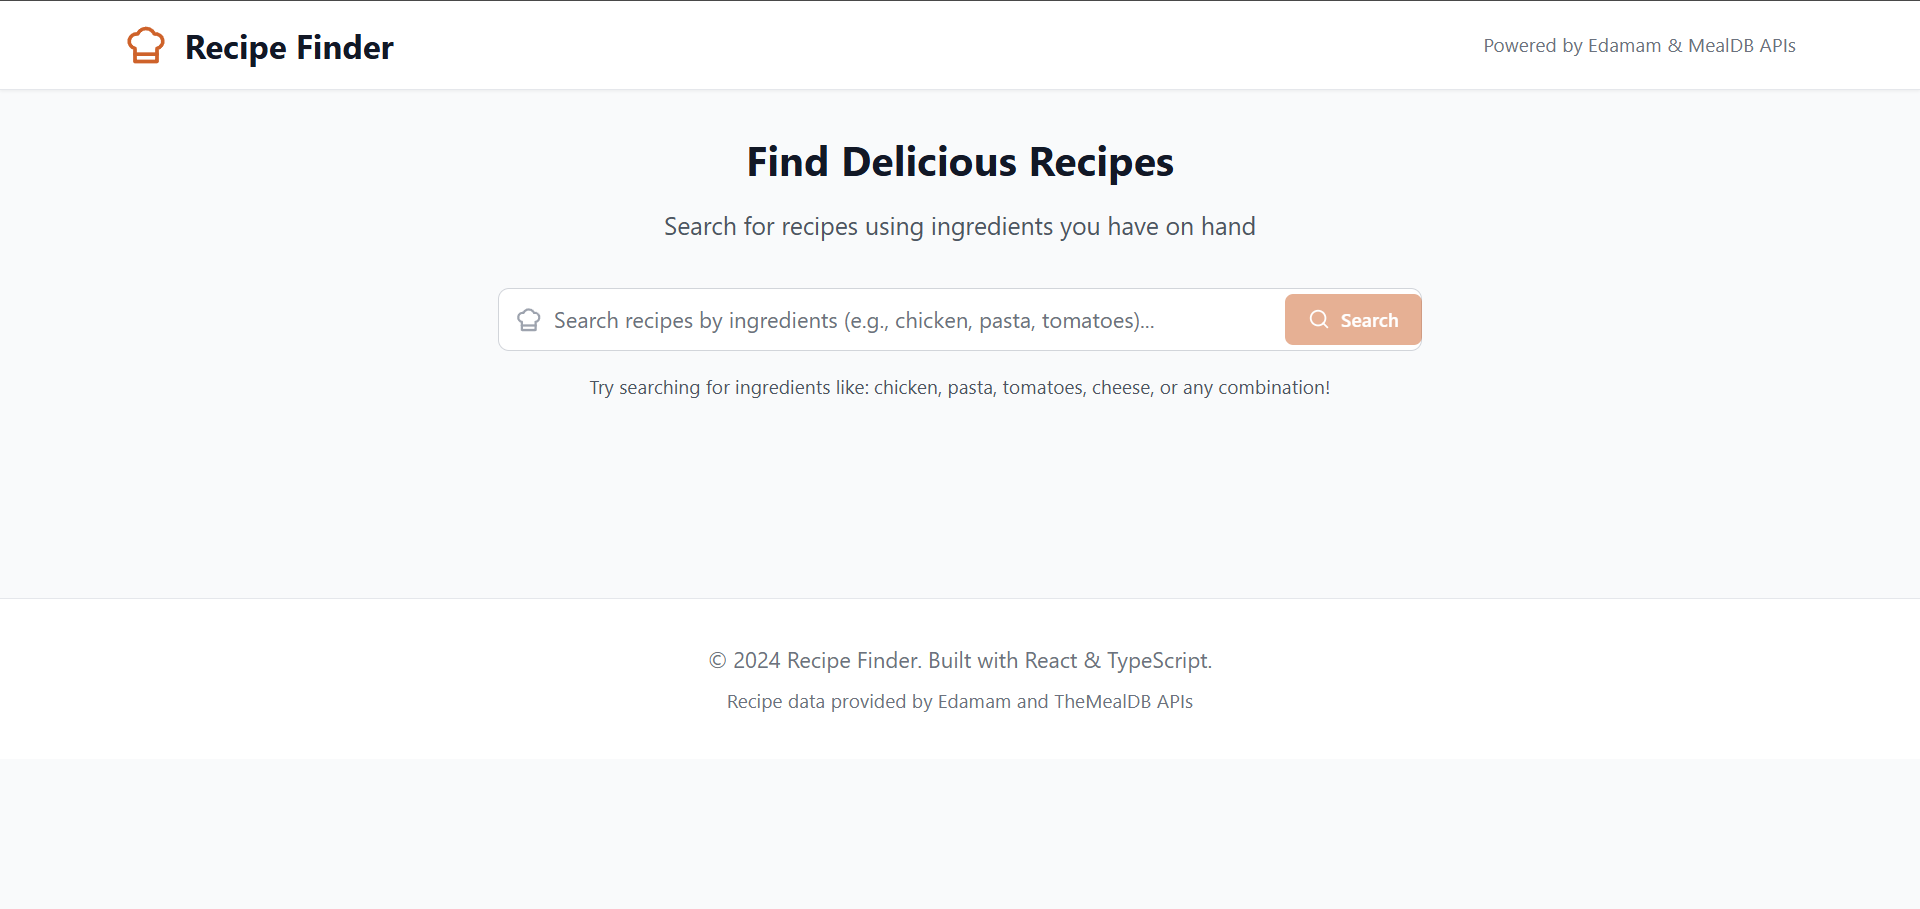 Recipe Finder
Powered by Edamam & MealDB APIs
Find Delicious Recipes
Search for recipes using ingredients you have on hand
Search recipes by ingredients (e.g., chicken, pasta, tomatoes)...
Search
Try searching for ingredients like: chicken, pasta, tomatoes, cheese, or any combination!
© 2024 Recipe Finder. Built with React & TypeScript.
Recipe data provided by Edamam and TheMealDB APIs